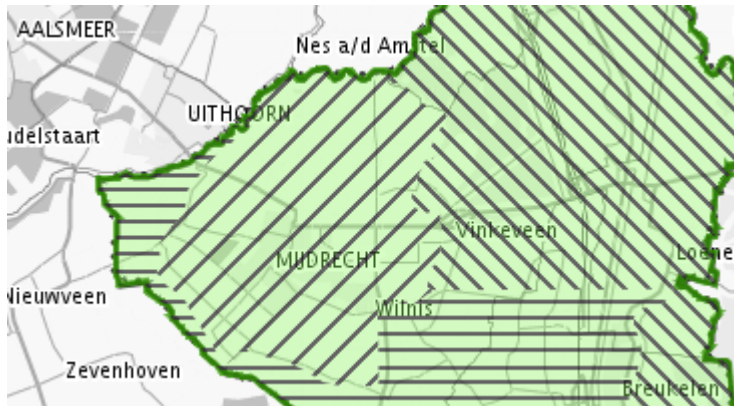 AALSMEER
Nes a/d Amstel
UITHOORN
udelstaart
Vinkeveen
Loene
MIJDRECHT
Nieuwveen
Wilnis
Zevenhoven
Breukelen